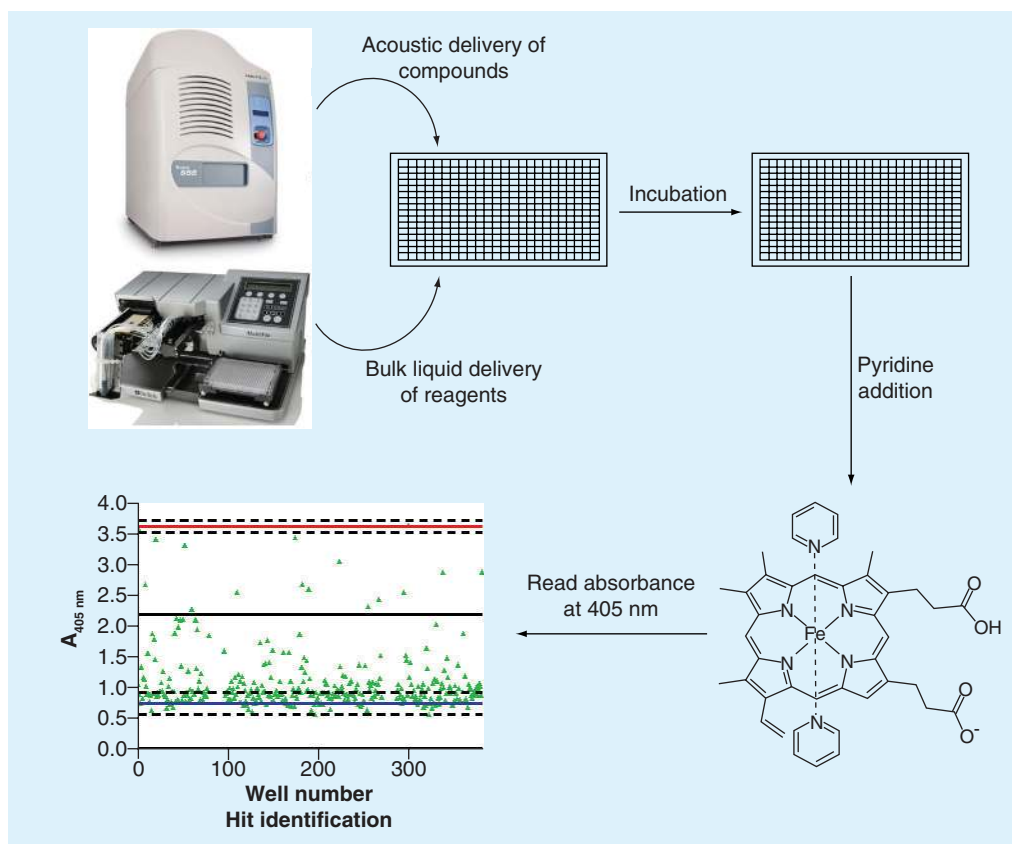 Acoustic delivery of
compounds
Incubation
Bulk liquid delivery
of reagents
Pyridine
addition
N
N
N
Fe
N
N
N
O
OH
O
O-
Read absorbance
at 405 nm
4.0
3.5
3.0
2.5
2.0
1.5
1.0
0.5
0.0
A405 nm
0
100
200
300
Well number
Hit identification